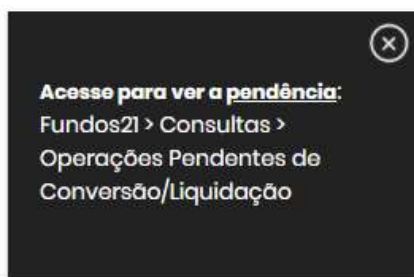 Acesse para ver a pendência:
Fundos21 > Consultas >
Operações Pendentes de
Conversão/Liquidação